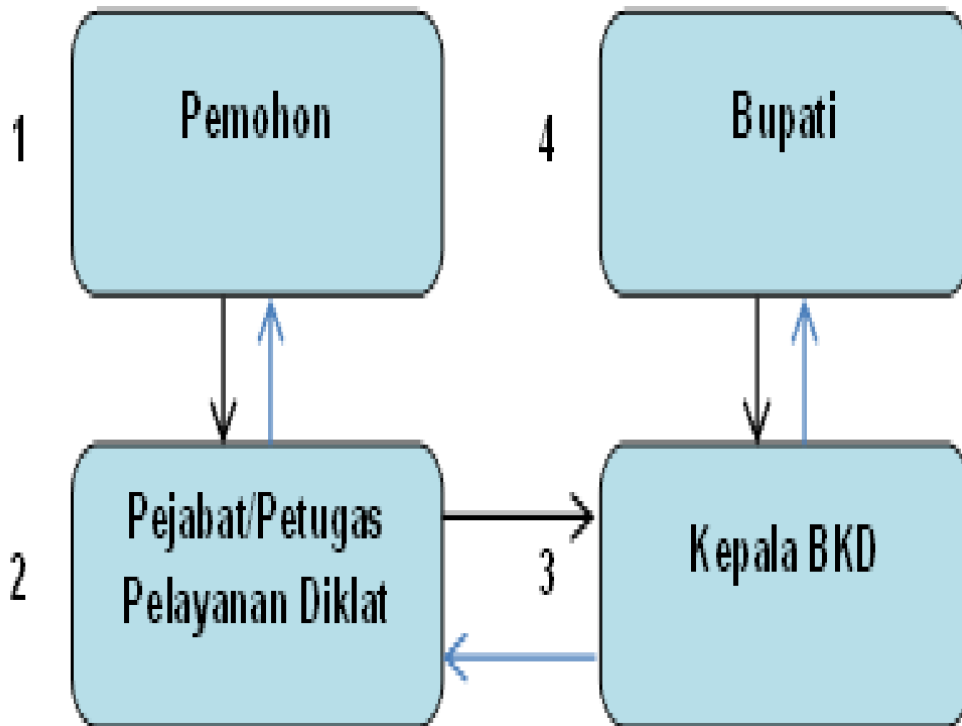 1
Pemohon
4
Bupati
2
Pejabat/Petugas
Pelayanan Diklat
3
Kepala BKD